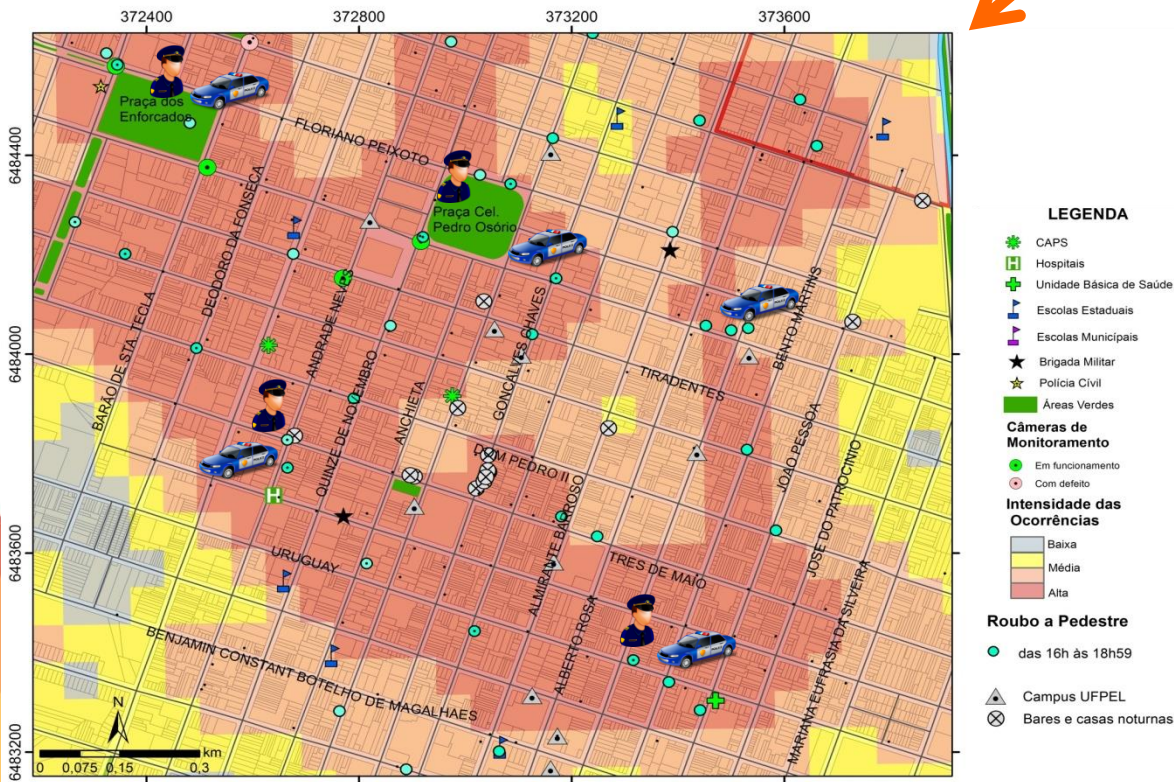 372400
372800
373200
373600
6484400
6484000
6483600
6483200
Praça dos
Enforcados
FLORIANO PEIXOTO
Praça Cel.
Pedro Osório
DEODORO DA FONSECA
BARÃO DE STA TECLA
ANDRADE NEVES
QUINZE DE NOVEMBRO
ANCHIETA
GONCALVES CHAVES
BENTO MARTINS
TIRADENTES
DOM PEDRO II
JOAO PESSOA
JOSE DO PATROCINIO
ALMIRANTE BARROSO
TRES DE MAIO
URUGUAY
ALBERTO ROSA
BENJAMIN CONSTANT BOTELHO DE MAGALHAES
MARIANA EUFRASIA DA SILVEIRA
N
km
0 0,075 0,15 0,3
H
LEGENDA
CAPS
H Hospitais
Unidade Básica de Saúde
Escolas Estaduais
Escolas Municípais
Brigada Militar
Polícia Cívil
Áreas Verdes
Câmeras de
Monitoramento
Em funcionamento
Com defeito
Intensidade das
Ocorrências
Baixa
Média
Alta
Roubo a Pedestre
das 16h às 18h59
Campus UFPEL
Bares e casas noturnas